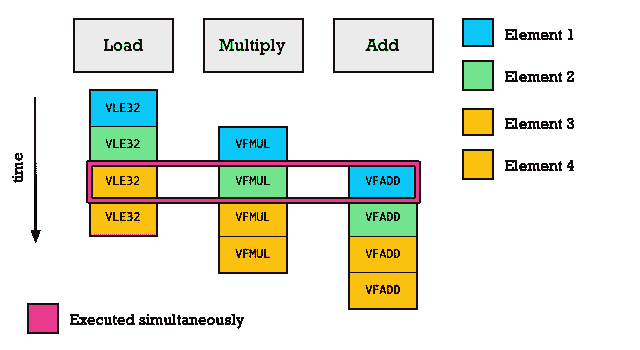 Load Multiply Add
Element 1
Element 2
Element 3
Element 4
time
VLE32
VLE32 VFMUL
VLE32 VFMUL VFADD
VLE32 VFMUL VFADD
VFMUL VFADD
VFADD
Executed simultaneously